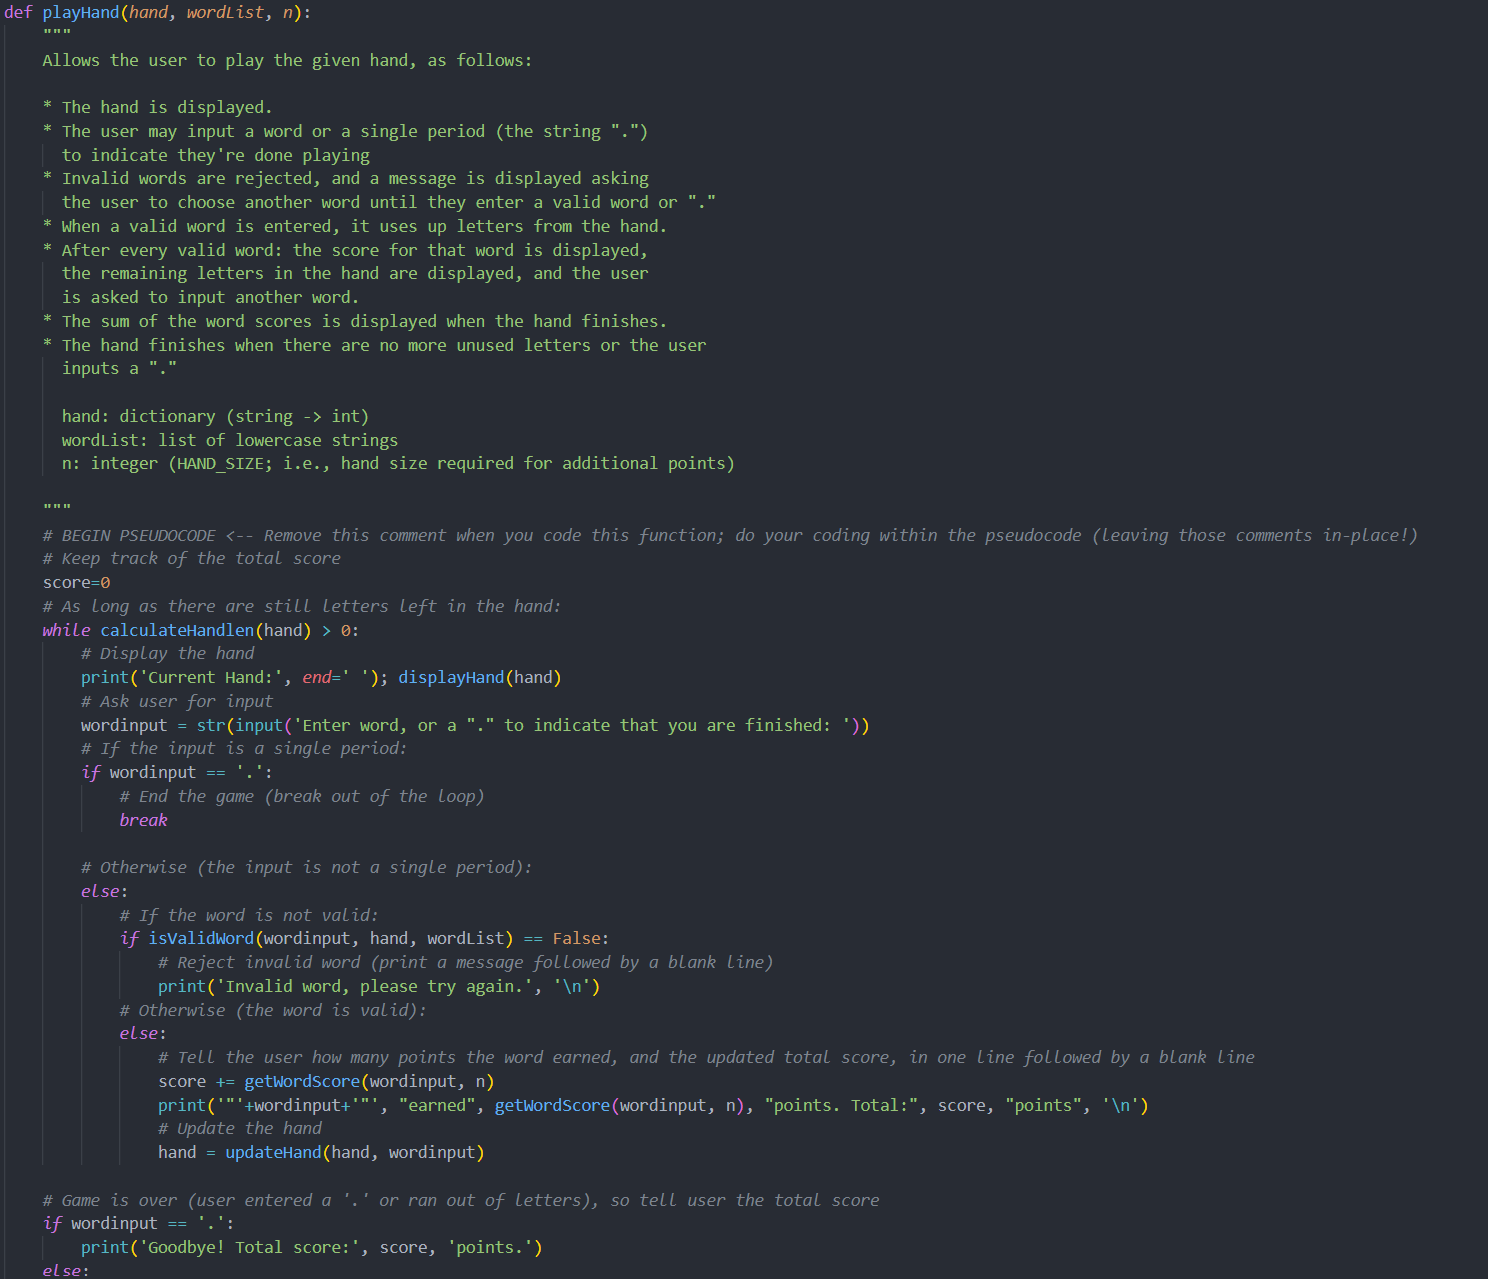 def playHand(hand, wordList, n):
    """
    Allows the user to play the given hand, as follows:

    * The hand is displayed.
    * The user may input a word or a single period (the string ".")
      to indicate they're done playing
    * Invalid words are rejected, and a message is displayed asking
      the user to choose another word until they enter a valid word or "."
    * When a valid word is entered, it uses up letters from the hand.
    * After every valid word: the score for that word is displayed,
      the remaining letters in the hand are displayed, and the user
      is asked to input another word.
    * The sum of the word scores is displayed when the hand finishes.
    * The hand finishes when there are no more unused letters or the user
      inputs a "."

      hand: dictionary (string -> int)
      wordList: list of lowercase strings
      n: integer (HAND_SIZE; i.e., hand size required for additional points)

    """
    # BEGIN PSEUDOCODE <-- Remove this comment when you code this function; do your coding within the pseudocode (leaving those comments in-place!)
    # Keep track of the total score
    score=0
    # As long as there are still letters left in the hand:
    while calculateHandlen(hand) > 0:
        # Display the hand
        print('Current Hand:', end=' '); displayHand(hand)
        # Ask user for input
        wordinput = str(input('Enter word, or a "." to indicate that you are finished: '))
        # If the input is a single period:
        if wordinput == '.':
            # End the game (break out of the loop)
            break

        # Otherwise (the input is not a single period):
        else:
            # If the word is not valid:
            if isValidWord(wordinput, hand, wordList) == False:
                # Reject invalid word (print a message followed by a blank line)
                print('Invalid word, please try again.', '\n')
            # Otherwise (the word is valid):
            else:
                # Tell the user how many points the word earned, and the updated total score, in one line followed by a blank line
                score += getWordScore(wordinput, n)
                print('"'+wordinput+'"', "earned", getWordScore(wordinput, n), "points. Total:", score, "points", '\n')
                # Update the hand
                hand = updateHand(hand, wordinput)

    # Game is over (user entered a '.' or ran out of letters), so tell user the total score
    if wordinput == '.':
        print('Goodbye! Total score:', score, 'points.')
    else: